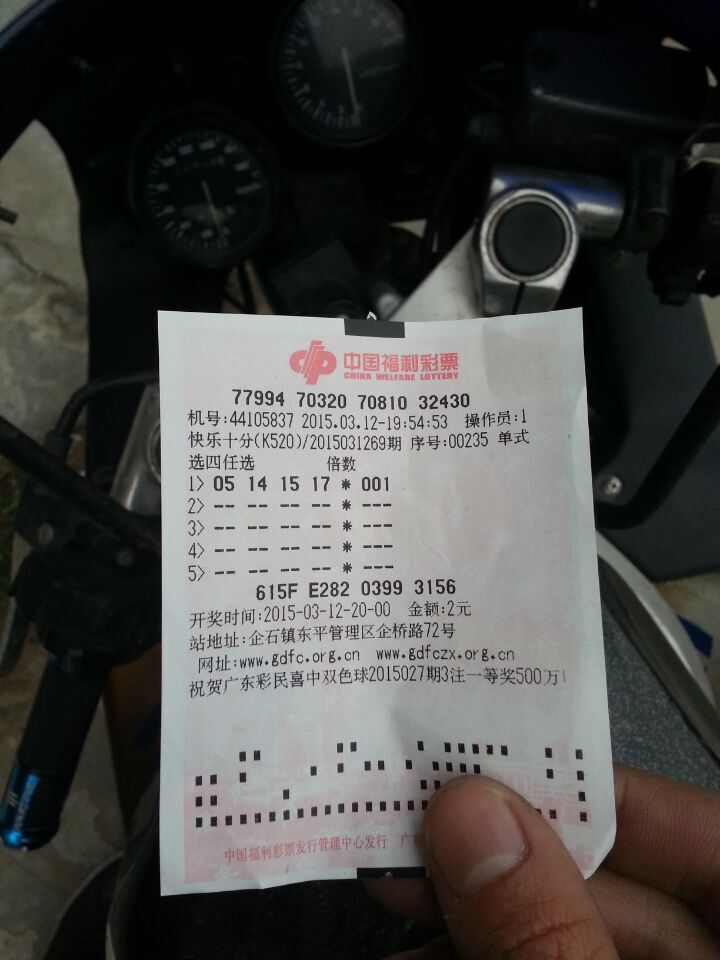 中国福利彩票
CHINA WELFARE LOTTERY
77994 70320 70810 32430
机号:44105837 2015.03.12-19:54:53 操作员:1
快乐十分(K520)/2015031269期 序号:00235 单式
选四任选 倍数
1> 05 14 15 17 * 001
2> -- -- -- -- * ---
3> -- -- -- -- * ---
4> -- -- -- -- * ---
5> -- -- -- -- * ---
615F E282 0399 3156
开奖时间:2015-03-12-20-00 金额:2元
站地址:企石镇东平管理区企桥路72号
网址:www.gdfc.org.cn www.gdfczx.org.cn
祝贺广东彩民喜中双色球2015027期3注一等奖500万!
中国福利彩票发行管理中心发行 广东